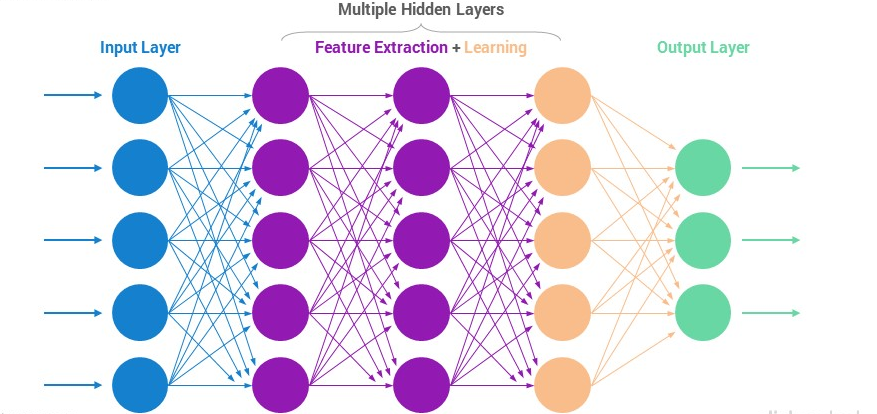 Multiple Hidden Layers
Input Layer
Feature Extraction + Learning
Output Layer